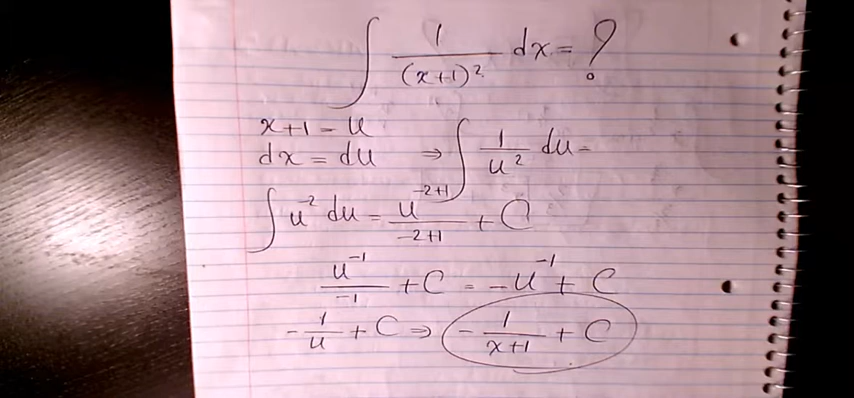 ∫ 1/(x+1)² dx = ?
x+1 = u
dx = du ⇒ ∫ 1/u² du =
∫ u⁻² du = u⁻²⁺¹/-2+1 + C
u⁻¹/-1 + C = -u⁻¹ + C
-1/u + C ⇒ -1/x+1 + C